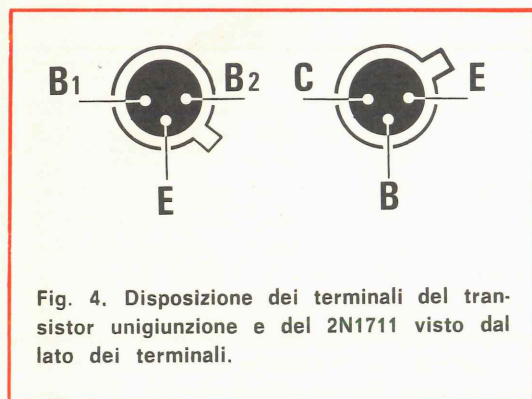 B1 B2 C E
E B
Fig. 4. Disposizione dei terminali del tran-
sistor unigiunzione e del 2N1711 visto dal
lato dei terminali.